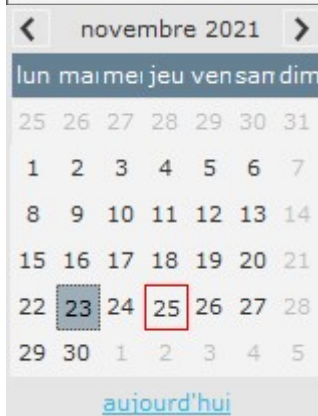 novembre 2021
lun mar mer jeu ven sam dim
25 26 27 28 29 30 31
1 2 3 4 5 6 7
8 9 10 11 12 13 14
15 16 17 18 19 20 21
22 23 24 25 26 27 28
29 30 1 2 3 4 5
aujourd'hui